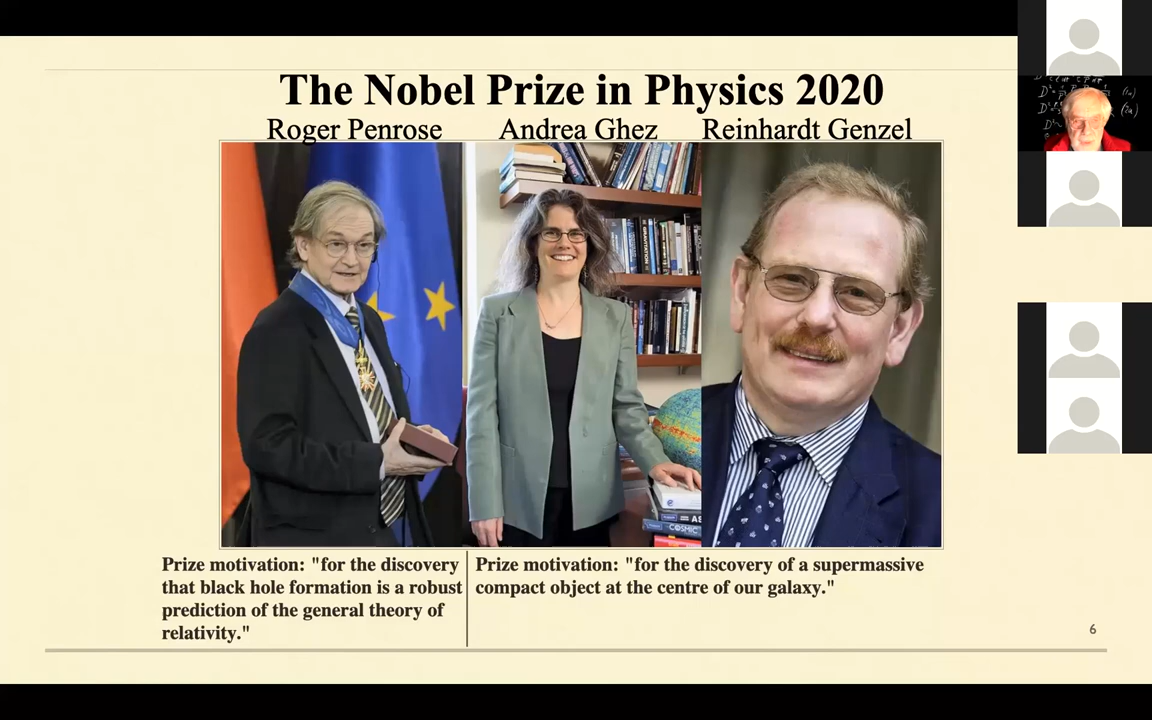 The Nobel Prize in Physics 2020
Roger Penrose Andrea Ghez Reinhardt Genzel
GRAVITATION
COSMIC
Prize motivation: "for the discovery
that black hole formation is a robust
prediction of the general theory of
relativity."
Prize motivation: "for the discovery of a supermassive
compact object at the centre of our galaxy."
6